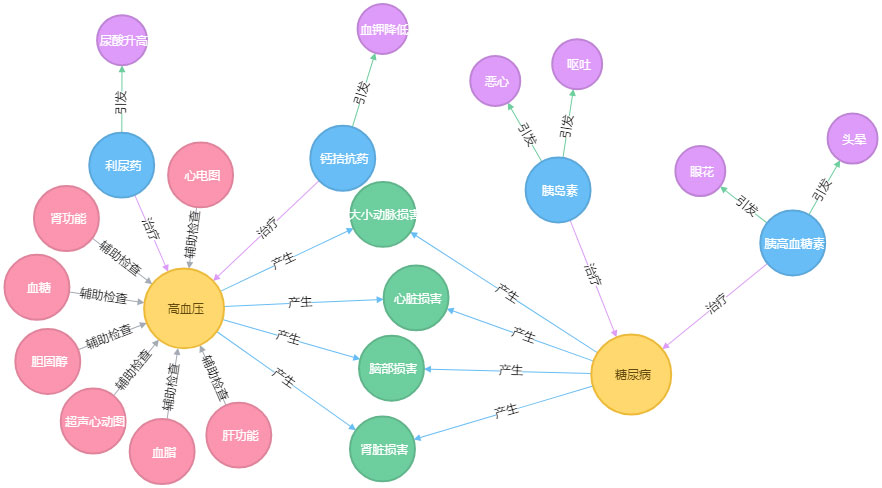 尿酸升高
血钾降低
恶心
呕吐
头晕
眼花
引发
引发
引发
引发
引发
引发
利尿药
心电图
钙拮抗药
胰岛素
胰高血糖素
肾功能
大小动脉损害
治疗
辅助检查
治疗
治疗
治疗
辅助检查
产生
产生
血糖
辅助检查
高血压
产生
心脏损害
产生
胆固醇
辅助检查
产生
脑部损害
产生
糖尿病
辅助检查
辅助检查
辅助检查
产生
产生
超声心动图
血脂
肝功能
肾脏损害